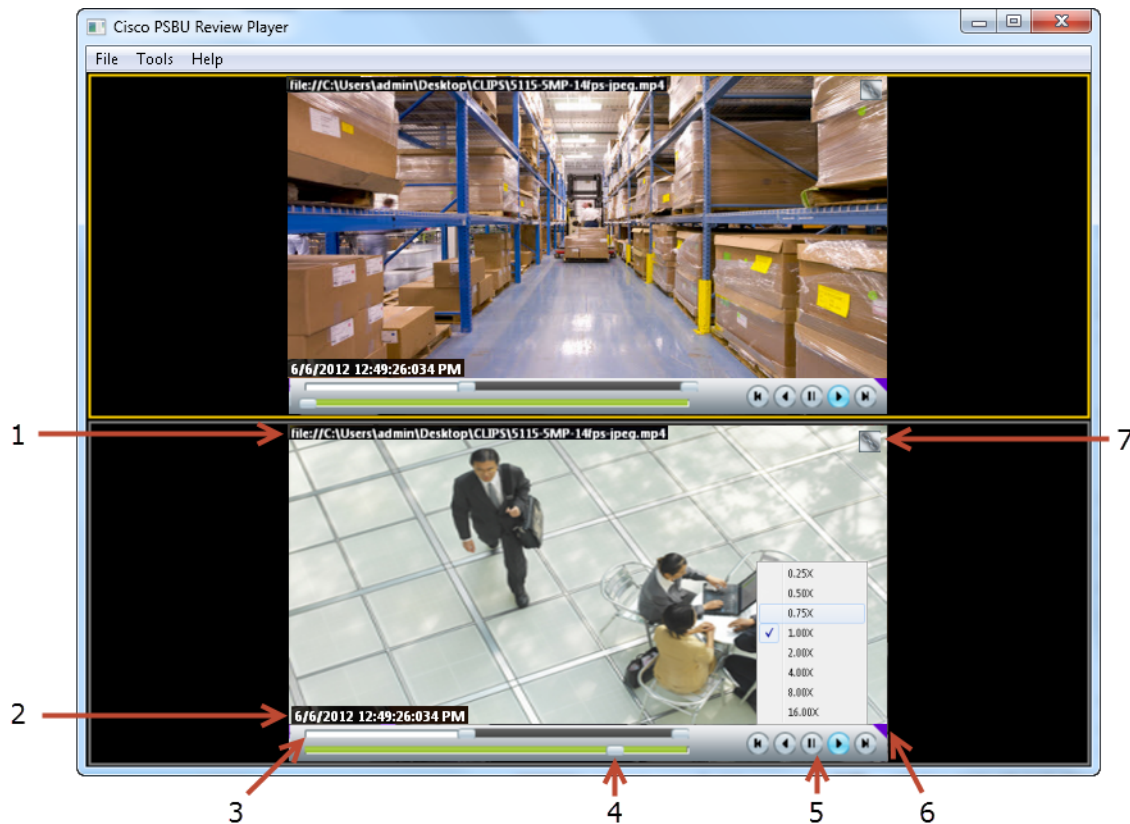 Cisco PSBU Review Player
File Tools Help
file://C:\Users\admin\Desktop\CLIPS\5115-5MP-14fps-jpeg.mp4
6/6/2012 12:49:26:034 PM
1
file://C:\Users\admin\Desktop\CLIPS\5115-5MP-14fps-jpeg.mp4
7
0.25X
0.50X
0.75X
✓ 1.00X
2.00X
4.00X
8.00X
16.00X
2
6/6/2012 12:49:26:034 PM
3
4
5
6